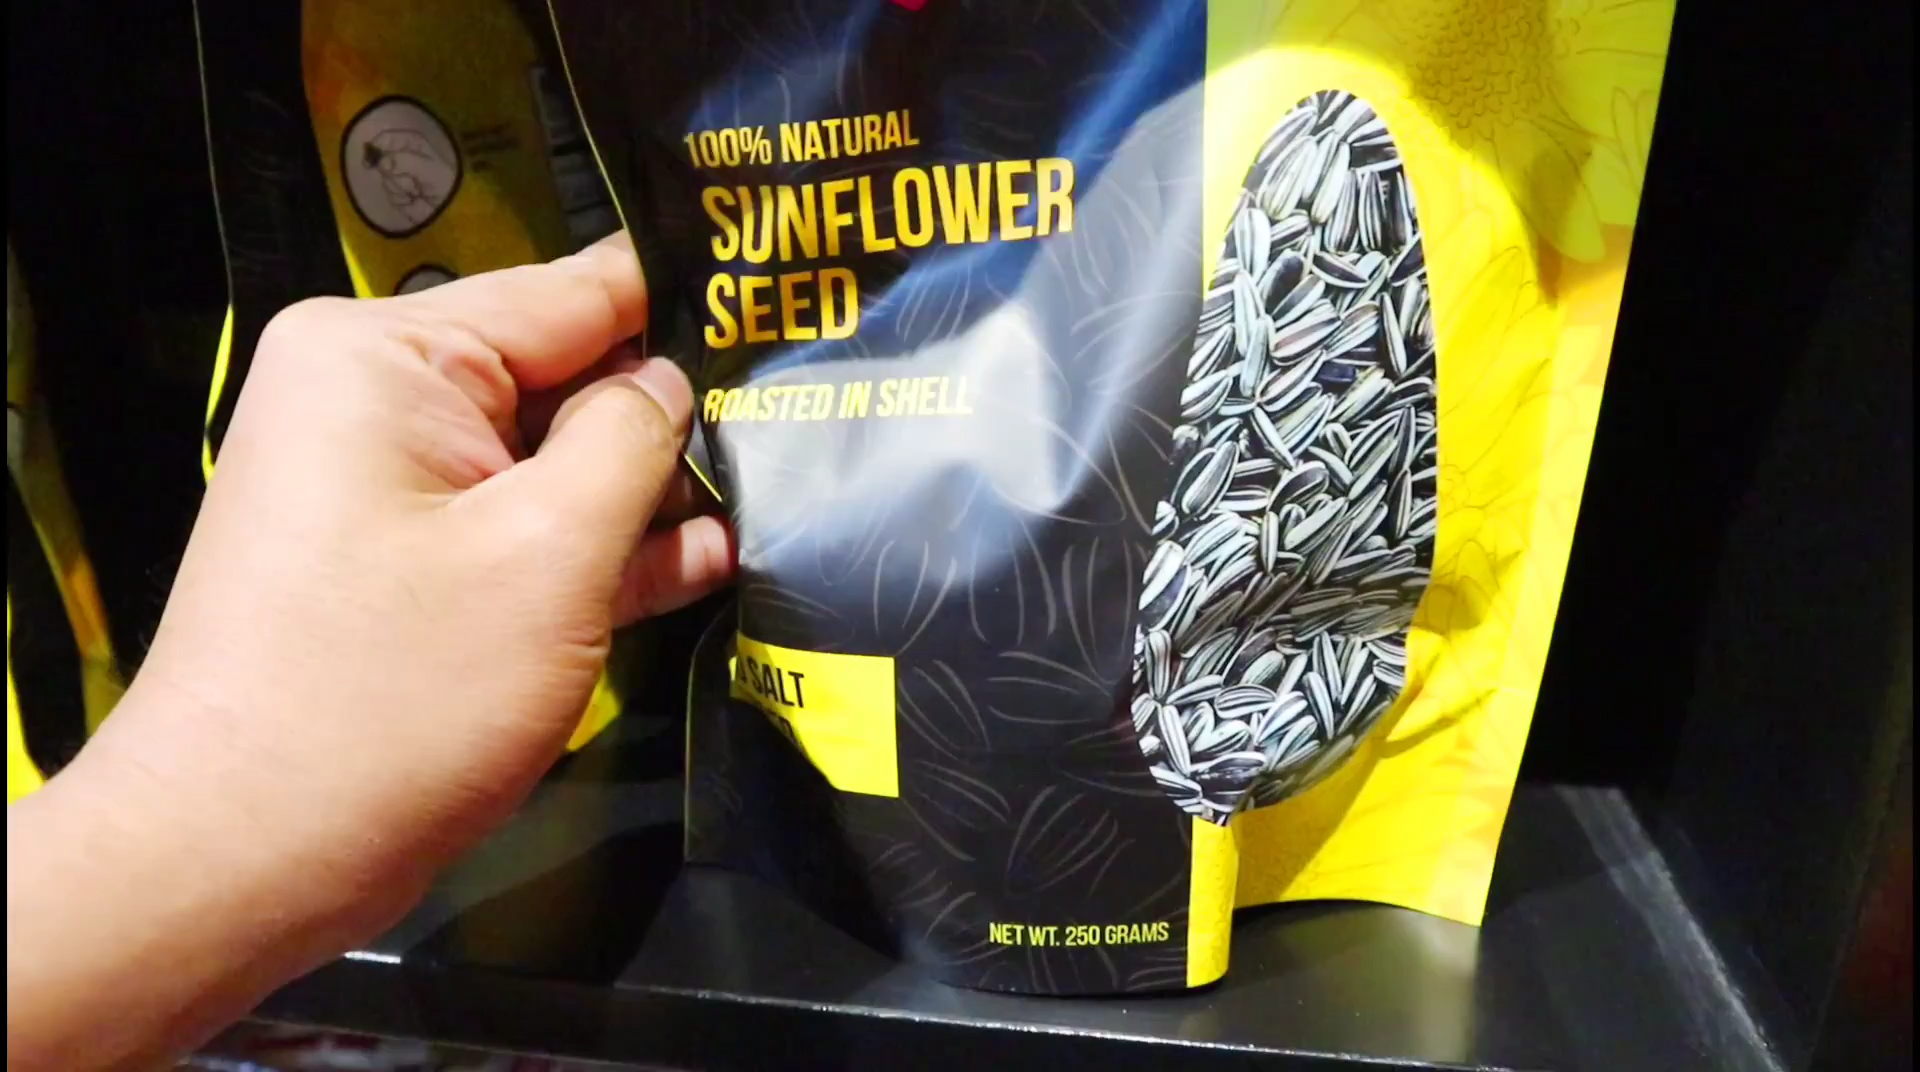 100% NATURAL
SUNFLOWER
SEED
ROASTED IN SHELL
SALT
NET WT. 250 GRAMS